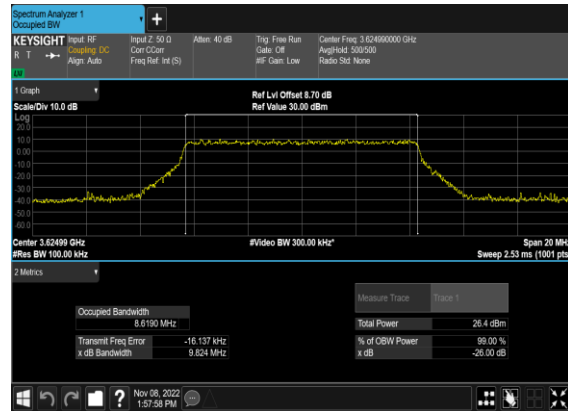 Spectrum Analyzer 1
Occupied BW
+
KEYSIGHT Input: RF Input Z: 50 Ω Atten: 40 dB Trig: Free Run Center Freq: 3.624990000 GHz
R T Coupling: DC Corr CCorr Gate: Off Avg|Hold: 500/500
Align: Auto Freq Ref: Int (S) #IF Gain: Low Radio Std: None
LW
1 Graph
Ref Lvl Offset 8.70 dB
Scale/Div 10.0 dB Ref Value 30.00 dBm
Log
20.0
10.0
0.00
-10.0
-20.0
-30.0
-40.0
-50.0
-60.0
Center 3.62499 GHz #Video BW 300.00 kHz* Span 20 MHz
#Res BW 100.00 kHz Sweep 2.53 ms (1001 pts)
2 Metrics
Measure Trace Trace 1
Occupied Bandwidth
8.6190 MHz Total Power 26.4 dBm
Transmit Freq Error -16.137 kHz % of OBW Power 99.00 %
x dB Bandwidth 9.824 MHz x dB -26.00 dB
? Nov 08, 2022
1:57:58 PM